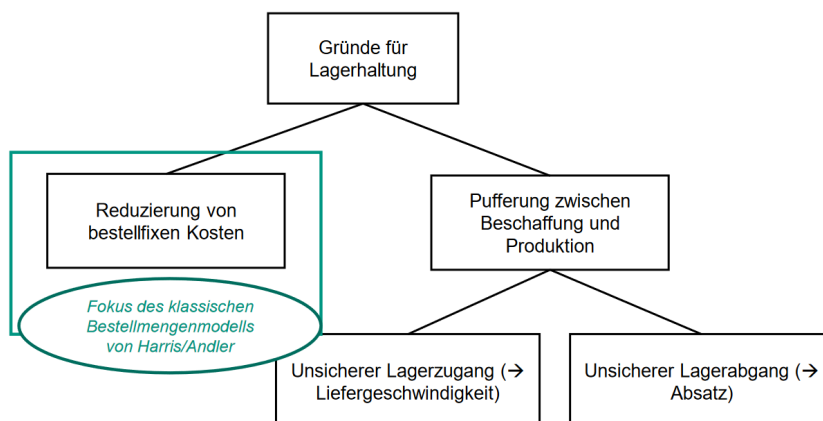 Gründe für
Lagerhaltung
Reduzierung von
bestellfixen Kosten
Pufferung zwischen
Beschaffung und
Produktion
Fokus des klassischen
Bestellmengenmodells
von Harris/Andler
Unsicherer Lagerzugang (→
Liefergeschwindigkeit)
Unsicherer Lagerabgang (→
Absatz)